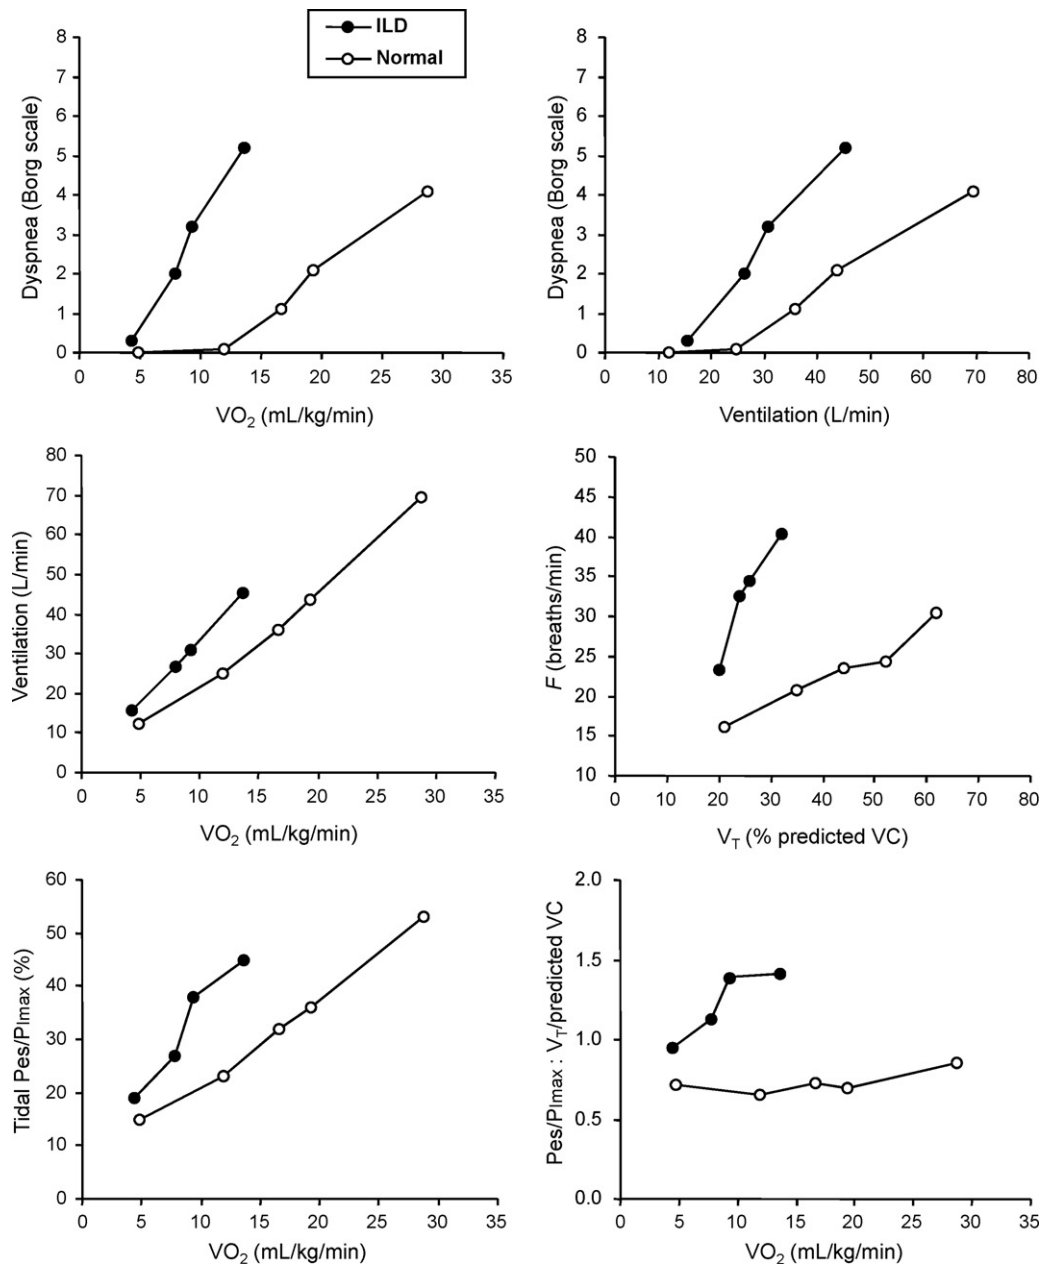 ILD
Normal
Dyspnea (Borg scale)
8
7
6
5
4
3
2
1
0
0 5 10 15 20 25 30 35
VO2 (mL/kg/min)
Dyspnea (Borg scale)
8
7
6
5
4
3
2
1
0
0 10 20 30 40 50 60 70 80
Ventilation (L/min)
Ventilation (L/min)
80
70
60
50
40
30
20
10
0
0 5 10 15 20 25 30 35
VO2 (mL/kg/min)
F (breaths/min)
50
45
40
35
30
25
20
15
10
0 10 20 30 40 50 60 70 80
VT (% predicted VC)
Tidal Pes/PImax (%)
60
50
40
30
20
10
0
0 5 10 15 20 25 30 35
VO2 (mL/kg/min)
Pes/PImax : VT/predicted VC
2.0
1.5
1.0
0.5
0.0
0 5 10 15 20 25 30 35
VO2 (mL/kg/min)